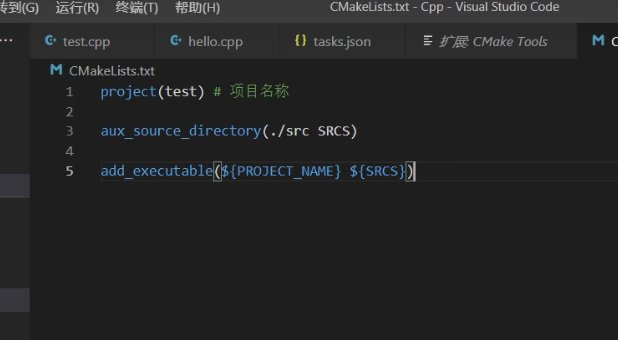 转到(G) 运行(R) 终端(T) 帮助(H) CMakeLists.txt - Cpp - Visual Studio Code
test.cpp hello.cpp tasks.json 扩展: CMake Tools
CMakeLists.txt
1 project(test) # 项目名称
2
3 aux_source_directory(./src SRCS)
4
5 add_executable(${PROJECT_NAME} ${SRCS})